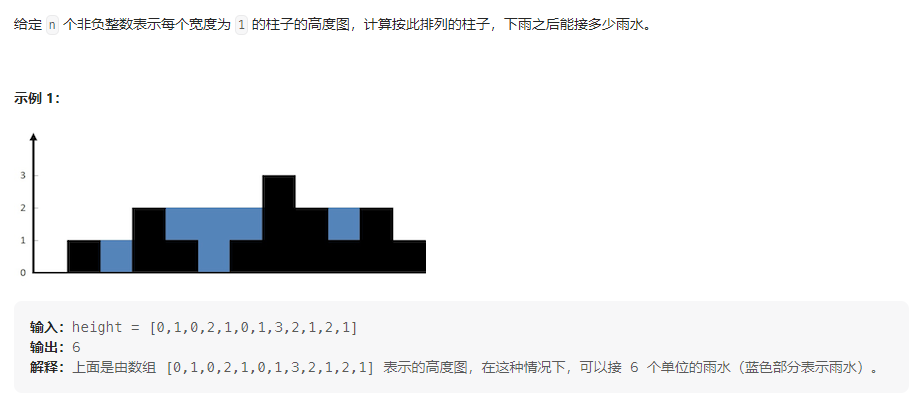 给定 n 个非负整数表示每个宽度为 1 的柱子的高度图，计算按此排列的柱子，下雨之后能接多少雨水。
示例 1：
3
2
1
0
输入：height = [0,1,0,2,1,0,1,3,2,1,2,1]
输出：6
解释：上面是由数组 [0,1,0,2,1,0,1,3,2,1,2,1] 表示的高度图，在这种情况下，可以接 6 个单位的雨水（蓝色部分表示雨水）。